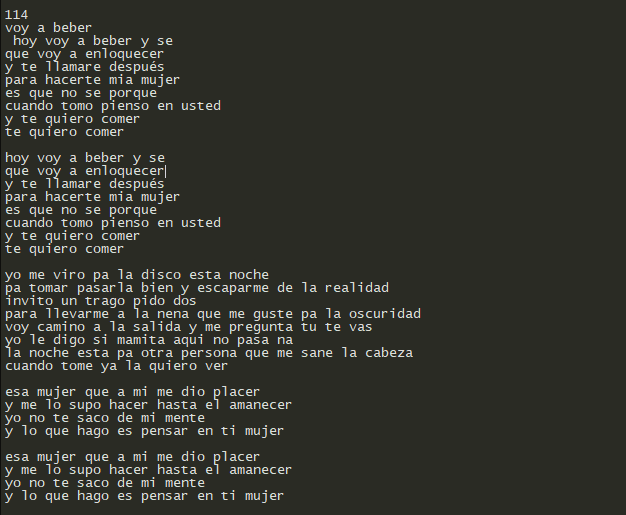 114
voy a beber
hoy voy a beber y se
que voy a enloquecer
y te llamare después
para hacerte mia mujer
es que no se porque
cuando tomo pienso en usted
y te quiero comer
te quiero comer

hoy voy a beber y se
que voy a enloquecer
y te llamare después
para hacerte mia mujer
es que no se porque
cuando tomo pienso en usted
y te quiero comer
te quiero comer

yo me viro pa la disco esta noche
pa tomar pasarla bien y escaparme de la realidad
invito un trago pido dos
para llevarme a la nena que me guste pa la oscuridad
voy camino a la salida y me pregunta tu te vas
yo le digo si mamita aqui no pasa na
la noche esta pa otra persona que me sane la cabeza
cuando tome ya la quiero ver

esa mujer que a mi me dio placer
y me lo supo hacer hasta el amanecer
yo no te saco de mi mente
y lo que hago es pensar en ti mujer

esa mujer que a mi me dio placer
y me lo supo hacer hasta el amanecer
yo no te saco de mi mente
y lo que hago es pensar en ti mujer